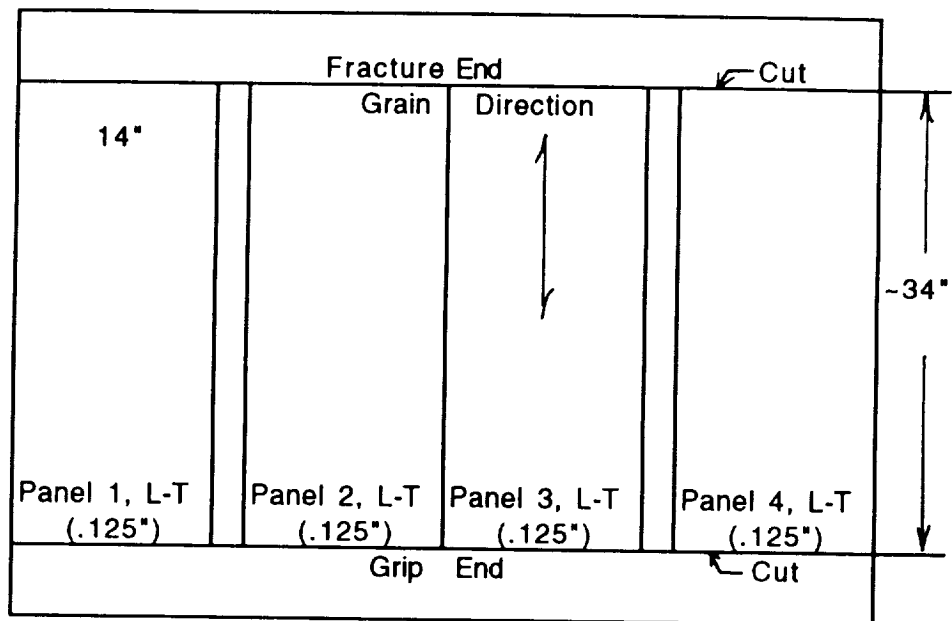 Fracture End
Cut
Grain Direction
14"
~34"
Panel 1, L-T
(.125")
Panel 2, L-T
(.125")
Panel 3, L-T
(.125")
Panel 4, L-T
(.125")
Grip End
Cut